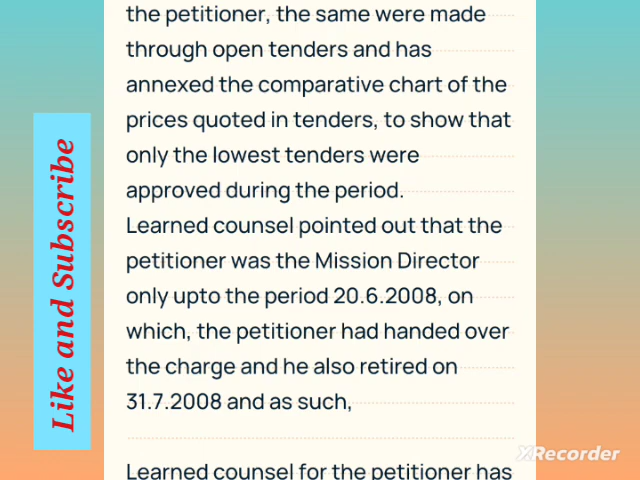 the petitioner, the same were made
through open tenders and has
annexed the comparative chart of the
prices quoted in tenders, to show that
only the lowest tenders were
approved during the period.
Learned counsel pointed out that the
petitioner was the Mission Director
only upto the period 20.6.2008, on
which, the petitioner had handed over
the charge and he also retired on
31.7.2008 and as such,
Learned counsel for the petitioner has
Like and Subscribe
XRecorder